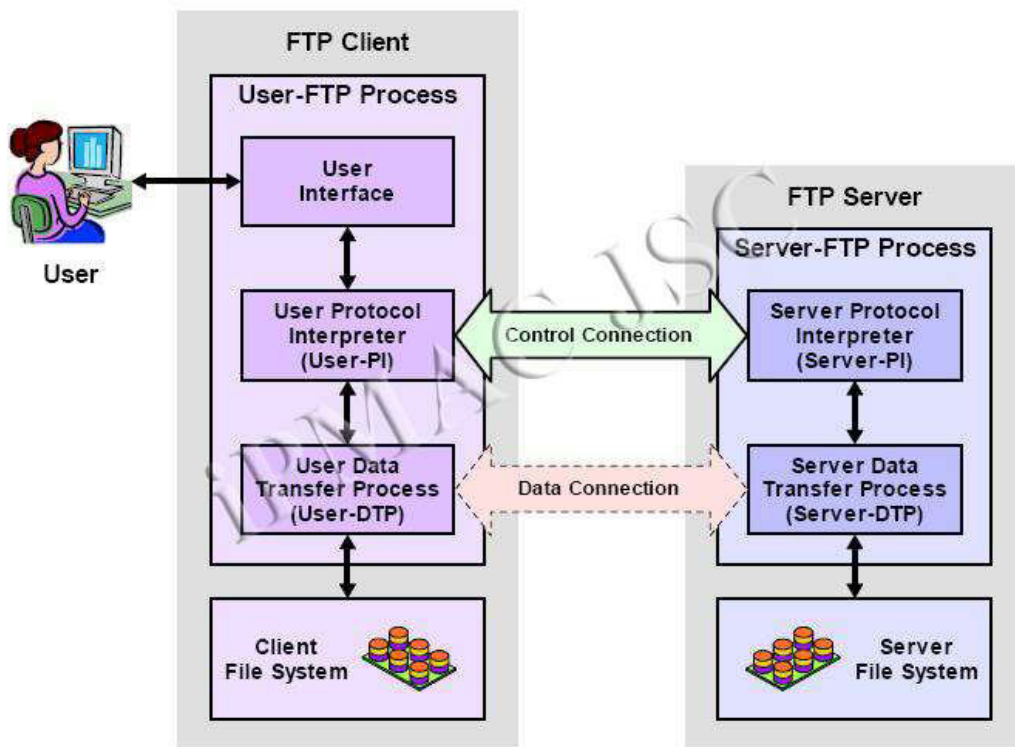 FTP Client
User-FTP Process
User
Interface
User
FTP Server
Server-FTP Process
User Protocol
Interpreter
(User-PI)
Control Connection
Server Protocol
Interpreter
(Server-PI)
User Data
Transfer Process
(User-DTP)
Data Connection
Server Data
Transfer Process
(Server-DTP)
Client
File System
Server
File System
iPMAC JSC